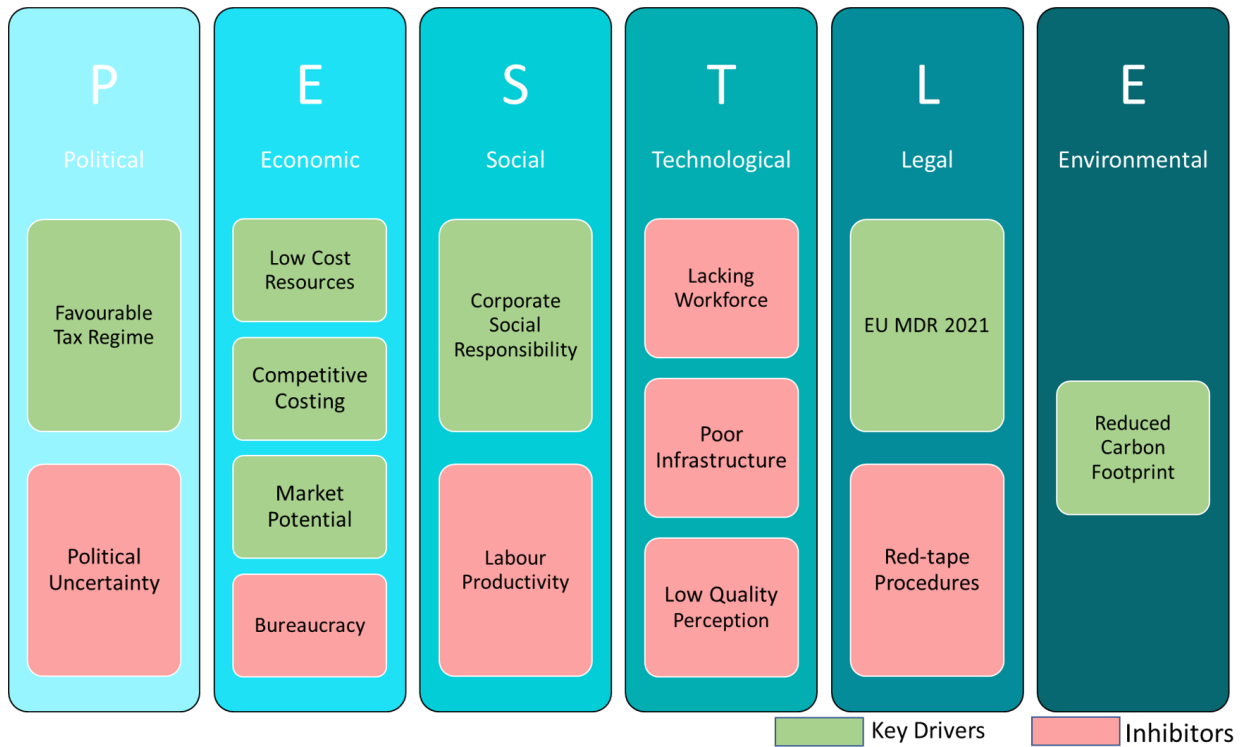 P
Political
Favourable
Tax Regime
Political
Uncertainty
E
Economic
Low Cost
Resources
Competitive
Costing
Market
Potential
Bureaucracy
S
Social
Corporate
Social
Responsibility
Labour
Productivity
T
Technological
Lacking
Workforce
Poor
Infrastructure
Low Quality
Perception
L
Legal
EU MDR 2021
Red-tape
Procedures
E
Environmental
Reduced
Carbon
Footprint
Key Drivers
Inhibitors